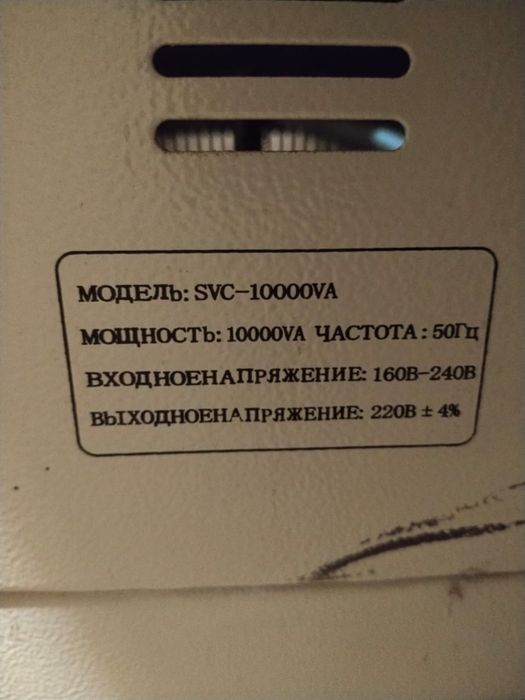 МОДЕЛЬ: SVC-10000VA
МОЩНОСТЬ: 10000VA ЧАСТОТА: 50Гц
ВХОДНОЕНАПРЯЖЕНИЕ: 160В-240В
ВЫХОДНОЕНАПРЯЖЕНИЕ: 220В ± 4%